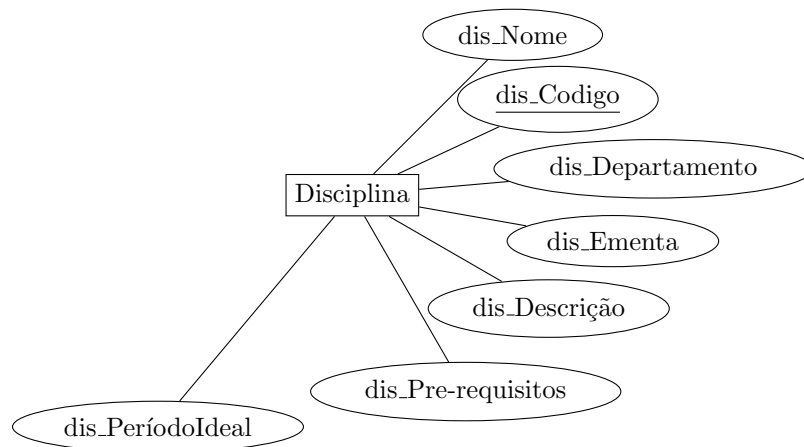 dis_Nome
dis_Codigo
dis_Departamento
Disciplina
dis_Ementa
dis_Descrição
dis_Pre-requisitos
dis_PeríodoIdeal